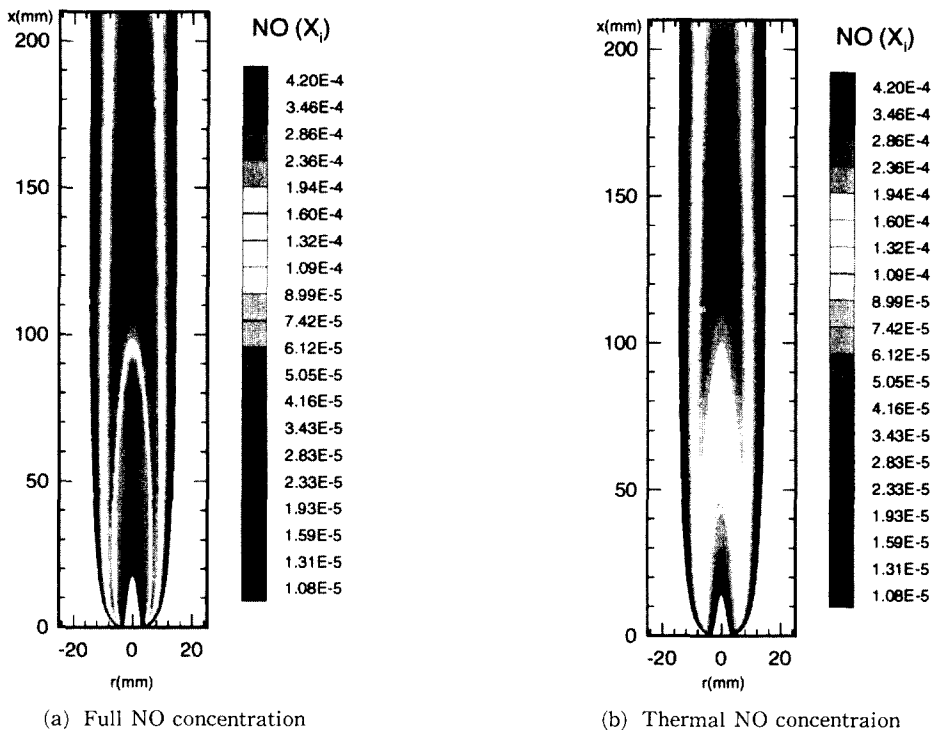 x(mm)
200
150
100
50
0
-20
0
20
r(mm)
NO (Xi)
4.20E-4
3.46E-4
2.86E-4
2.36E-4
1.94E-4
1.60E-4
1.32E-4
1.09E-4
8.99E-5
7.42E-5
6.12E-5
5.05E-5
4.16E-5
3.43E-5
2.83E-5
2.33E-5
1.93E-5
1.59E-5
1.31E-5
1.08E-5
(a) Full NO concentration
x(mm)
200
150
100
50
0
-20
0
20
r(mm)
NO (Xi)
4.20E-4
3.46E-4
2.86E-4
2.36E-4
1.94E-4
1.60E-4
1.32E-4
1.09E-4
8.99E-5
7.42E-5
6.12E-5
5.05E-5
4.16E-5
3.43E-5
2.83E-5
2.33E-5
1.93E-5
1.59E-5
1.31E-5
1.08E-5
(b) Thermal NO concentraion